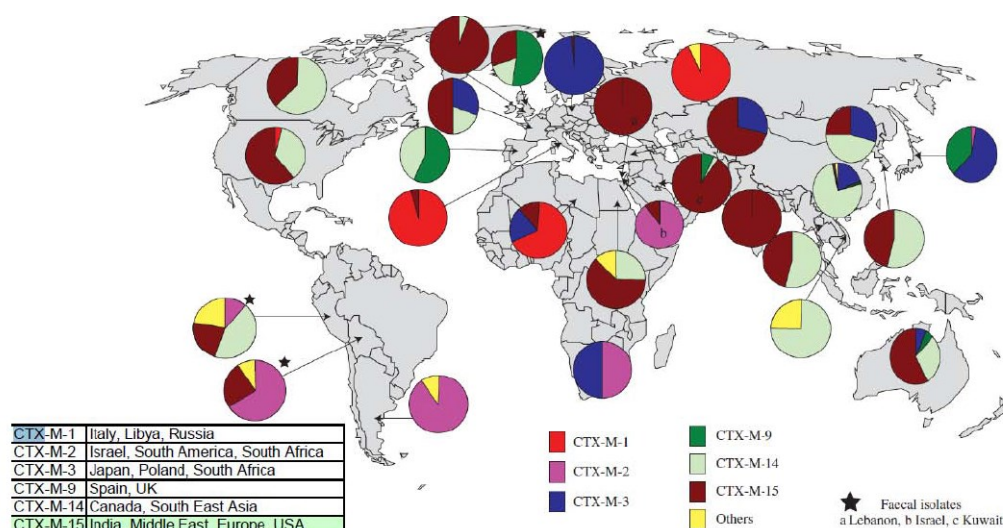 a
c
b
CTX-M-1 Italy, Libya, Russia
CTX-M-2 Israel, South America, South Africa
CTX-M-3 Japan, Poland, South Africa
CTX-M-9 Spain, UK
CTX-M-14 Canada, South East Asia
CTX-M-15 India, Middle East, Europe, USA
CTX-M-1
CTX-M-2
CTX-M-3
CTX-M-9
CTX-M-14
CTX-M-15
Others
Faecal isolates
a Lebanon, b Israel, c Kuwait